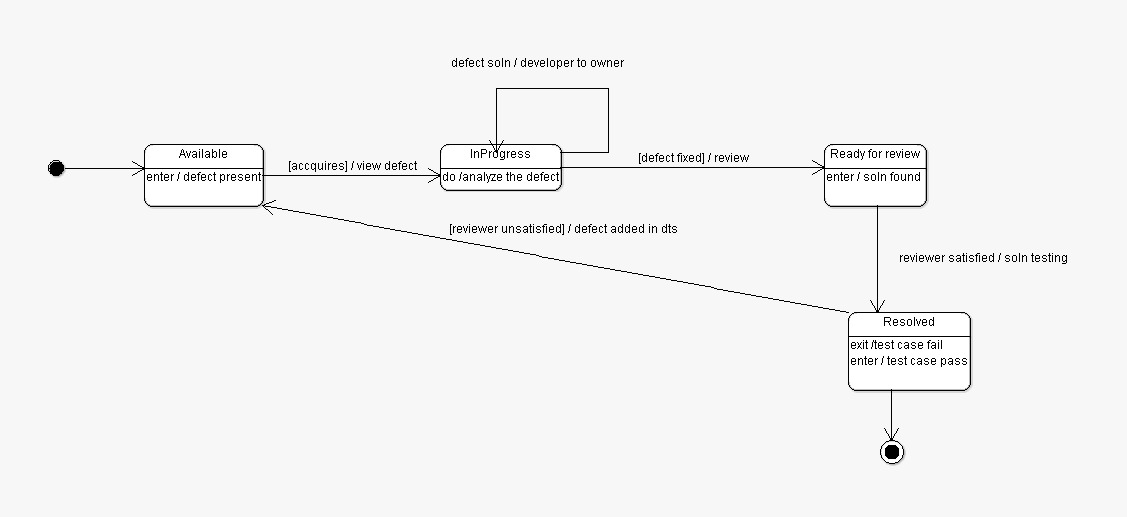 defect soln / developer to owner
Available
enter / defect present
[accquires] / view defect
InProgress
do /analyze the defect
[defect fixed] / review
Ready for review
enter / soln found
[reviewer unsatisfied] / defect added in dts
reviewer satisfied / soln testing
Resolved
exit /test case fail
enter / test case pass